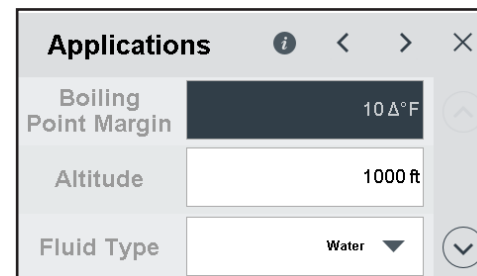 Applications
Boiling
Point Margin
10 Δ°F
Altitude
1000 ft
Fluid Type
Water